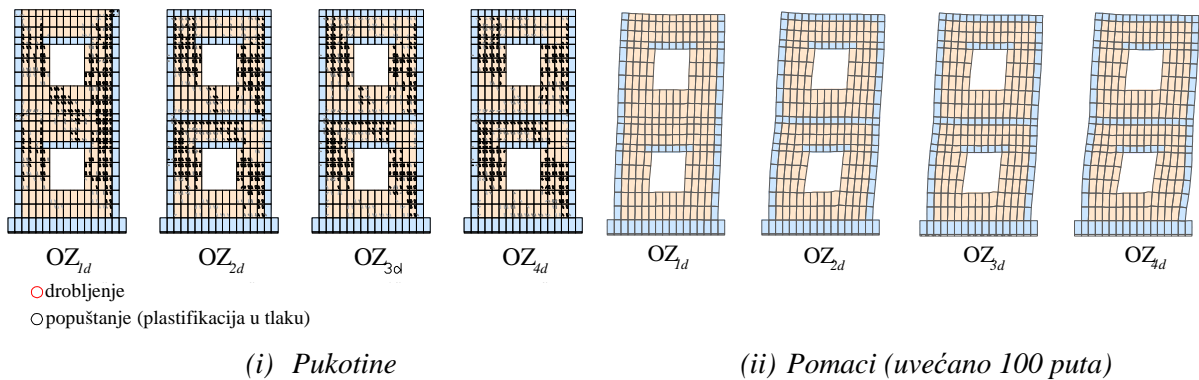 OZ1d OZ2d OZ3d OZ4d OZ1d OZ2d OZ3d OZ4d
drobljenje
popuštanje (plastifikacija u tlaku)
(i) Pukotine (ii) Pomaci (uvećano 100 puta)